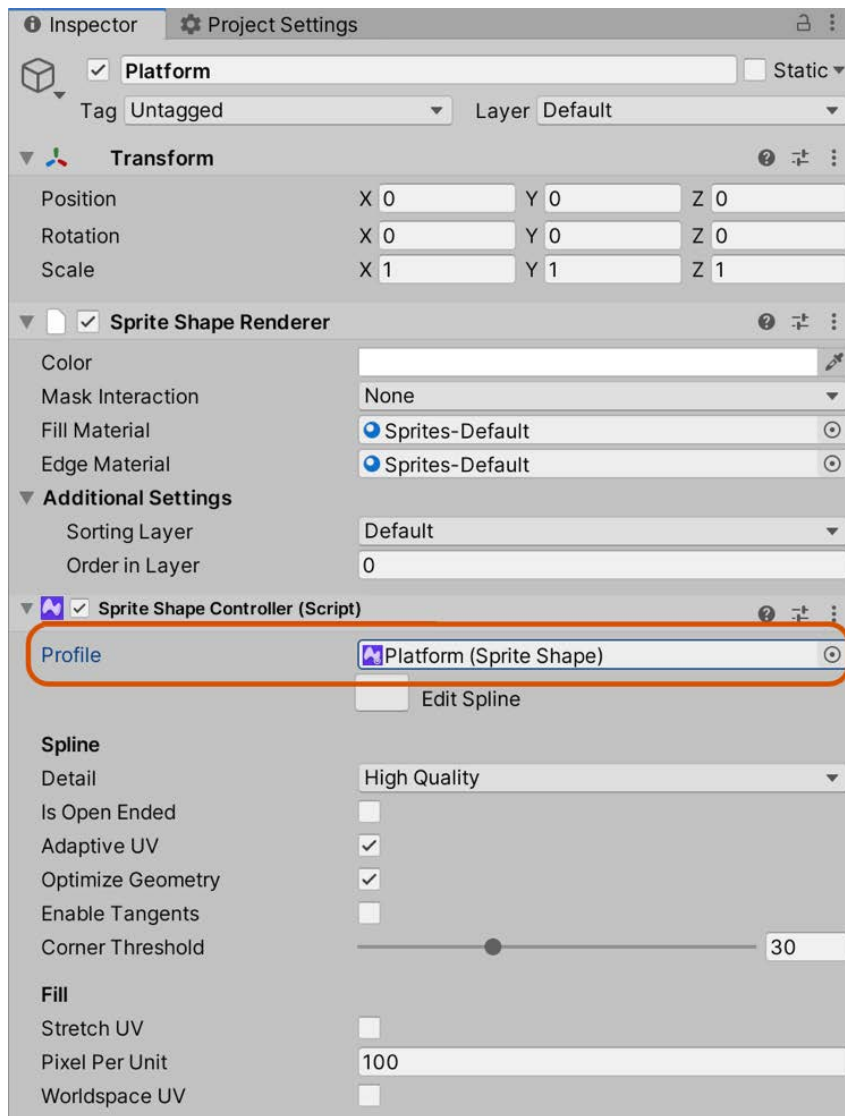 Inspector Project Settings
Platform Static
Tag Untagged Layer Default
Transform
Position X 0 Y 0 Z 0
Rotation X 0 Y 0 Z 0
Scale X 1 Y 1 Z 1
Sprite Shape Renderer
Color
Mask Interaction None
Fill Material Sprites-Default
Edge Material Sprites-Default
Additional Settings
Sorting Layer Default
Order in Layer 0
Sprite Shape Controller (Script)
Profile Platform (Sprite Shape)
Edit Spline
Spline
Detail High Quality
Is Open Ended
Adaptive UV
Optimize Geometry
Enable Tangents
Corner Threshold 30
Fill
Stretch UV
Pixel Per Unit 100
Worldspace UV